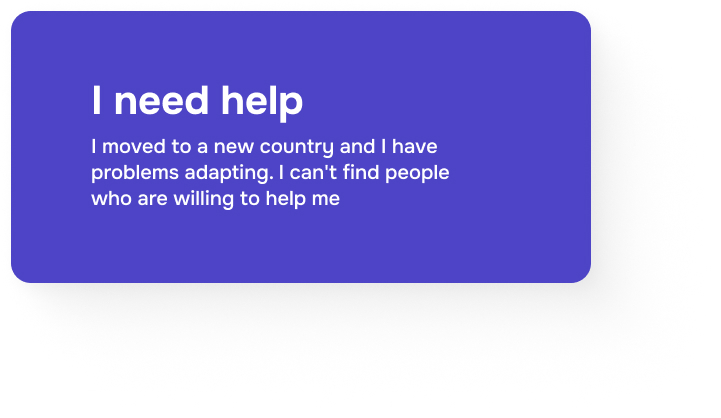 I need help
I moved to a new country and I have
problems adapting. I can't find people
who are willing to help me